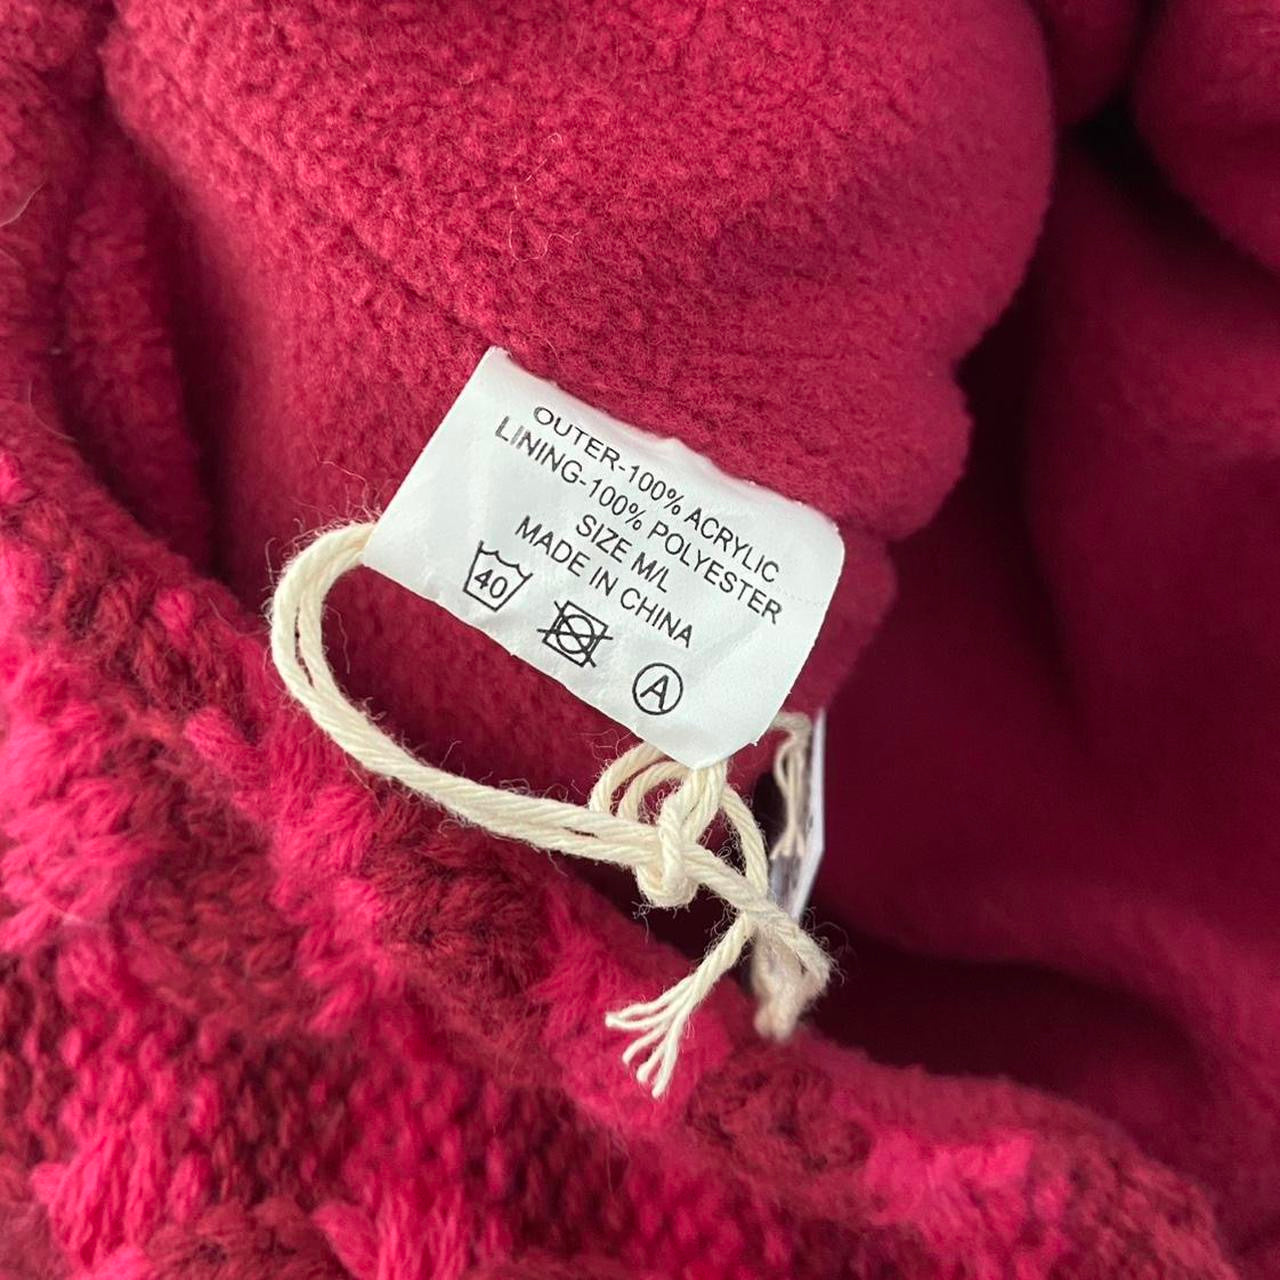 OUTER-100% ACRYLIC
LINING-100% POLYESTER
SIZE M/L
MADE IN CHINA
40
A